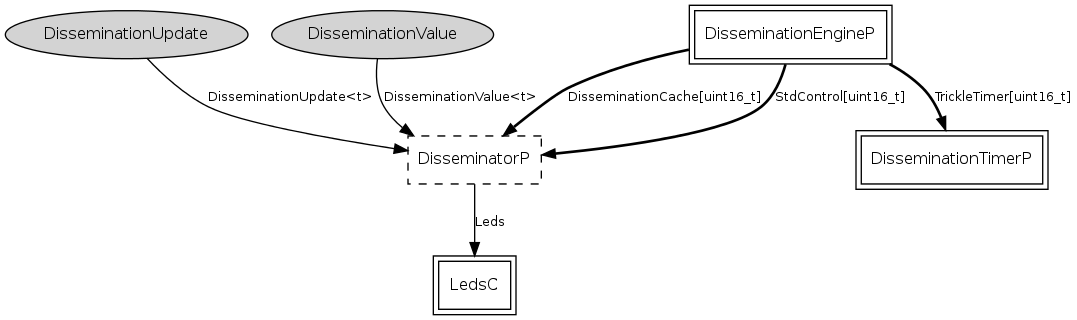 DisseminationUpdate
DisseminationValue
DisseminationEngineP
DisseminationUpdate<t>
DisseminationValue<t>
DisseminationCache[uint16_t]
StdControl[uint16_t]
TrickleTimer[uint16_t]
DisseminatorP
DisseminationTimerP
Leds
LedsC